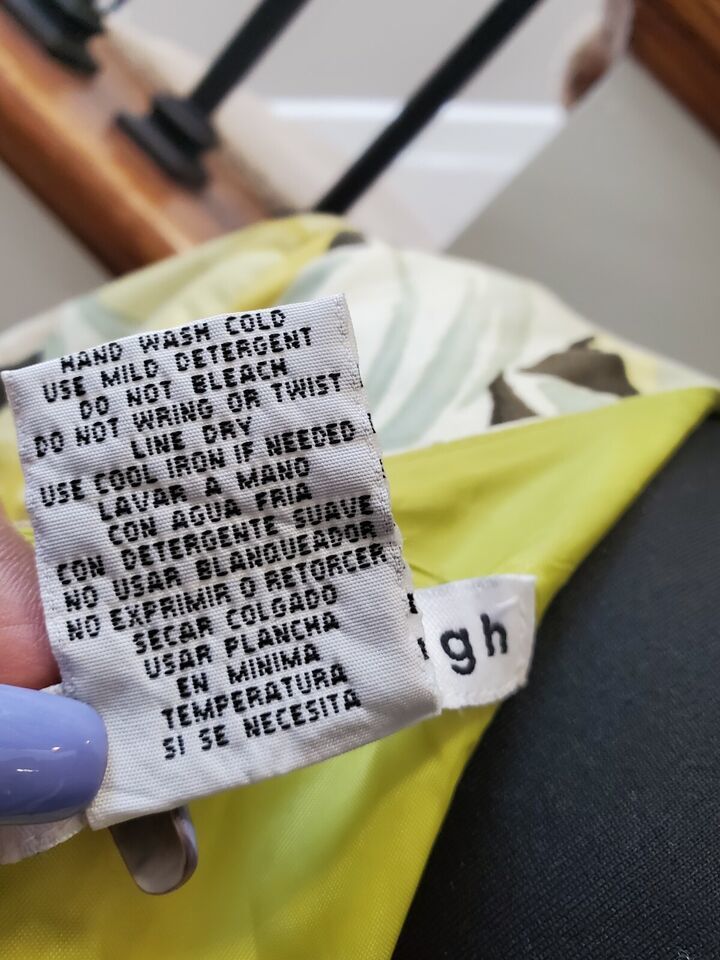 HAND WASH COLD
USE MILD DETERGENT
DO NOT BLEACH
DO NOT WRING OR TWIST
LINE DRY
USE COOL IRON IF NEEDED
LAVAR A MANO
CON AGUA FRIA
CON DETERGENTE SUAVE
NO USAR BLANQUEADOR
NO EXPRIMIR O RETORCER
SECAR COLGADO
USAR PLANCHA
EN MINIMA
TEMPERATURA
SI SE NECESITA
gh